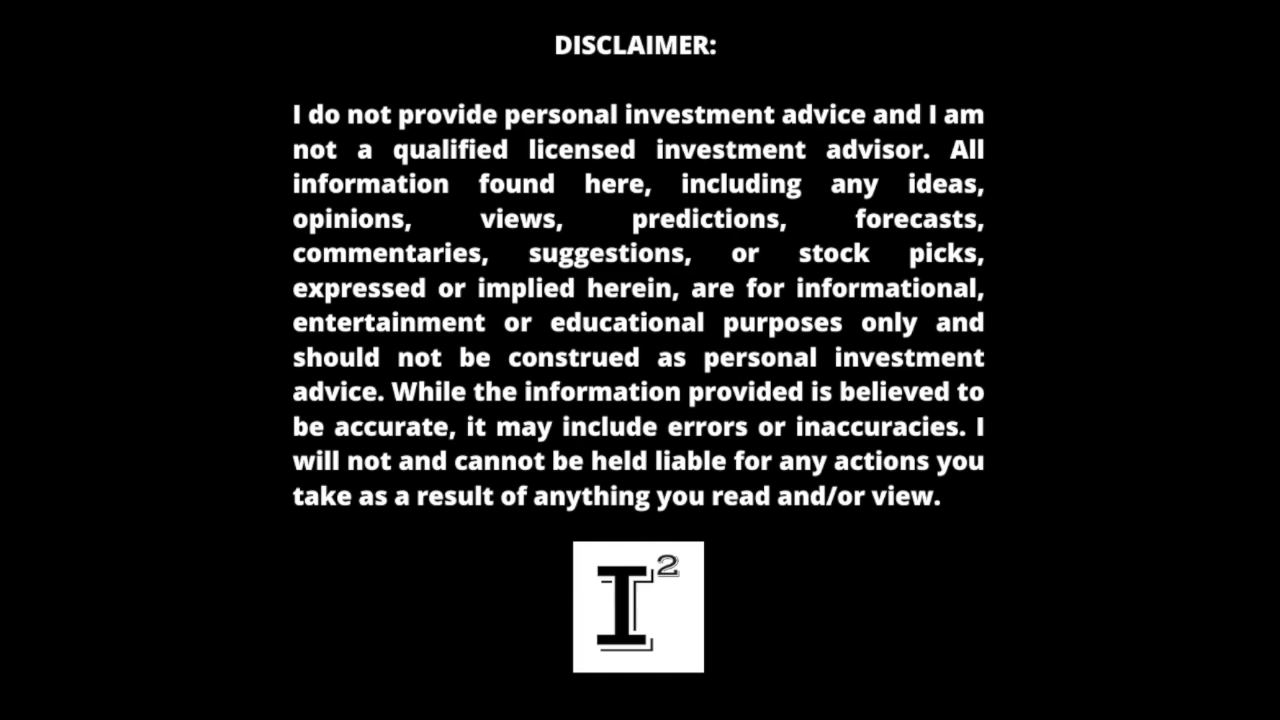 DISCLAIMER:
I do not provide personal investment advice and I am
not a qualified licensed investment advisor. All
information found here, including any ideas,
opinions, views, predictions, forecasts,
commentaries, suggestions, or stock picks,
expressed or implied herein, are for informational,
entertainment or educational purposes only and
should not be construed as personal investment
advice. While the information provided is believed to
be accurate, it may include errors or inaccuracies. I
will not and cannot be held liable for any actions you
take as a result of anything you read and/or view.
I²